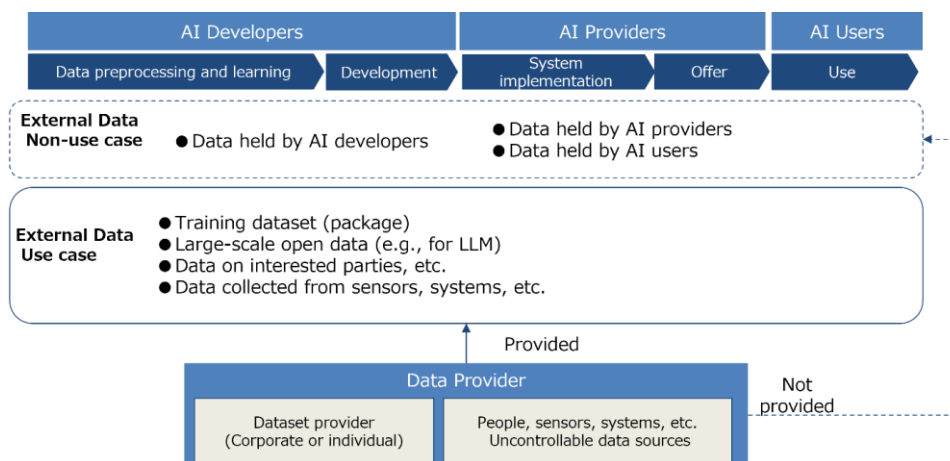 AI Developers
AI Providers
AI Users
Data preprocessing and learning
Development
System
implementation
Offer
Use
External Data
Non-use case
● Data held by AI developers
● Data held by AI providers
● Data held by AI users
External Data
Use case
● Training dataset (package)
● Large-scale open data (e.g., for LLM)
● Data on interested parties, etc.
● Data collected from sensors, systems, etc.
Provided
Data Provider
Not
provided
Dataset provider
(Corporate or individual)
People, sensors, systems, etc.
Uncontrollable data sources